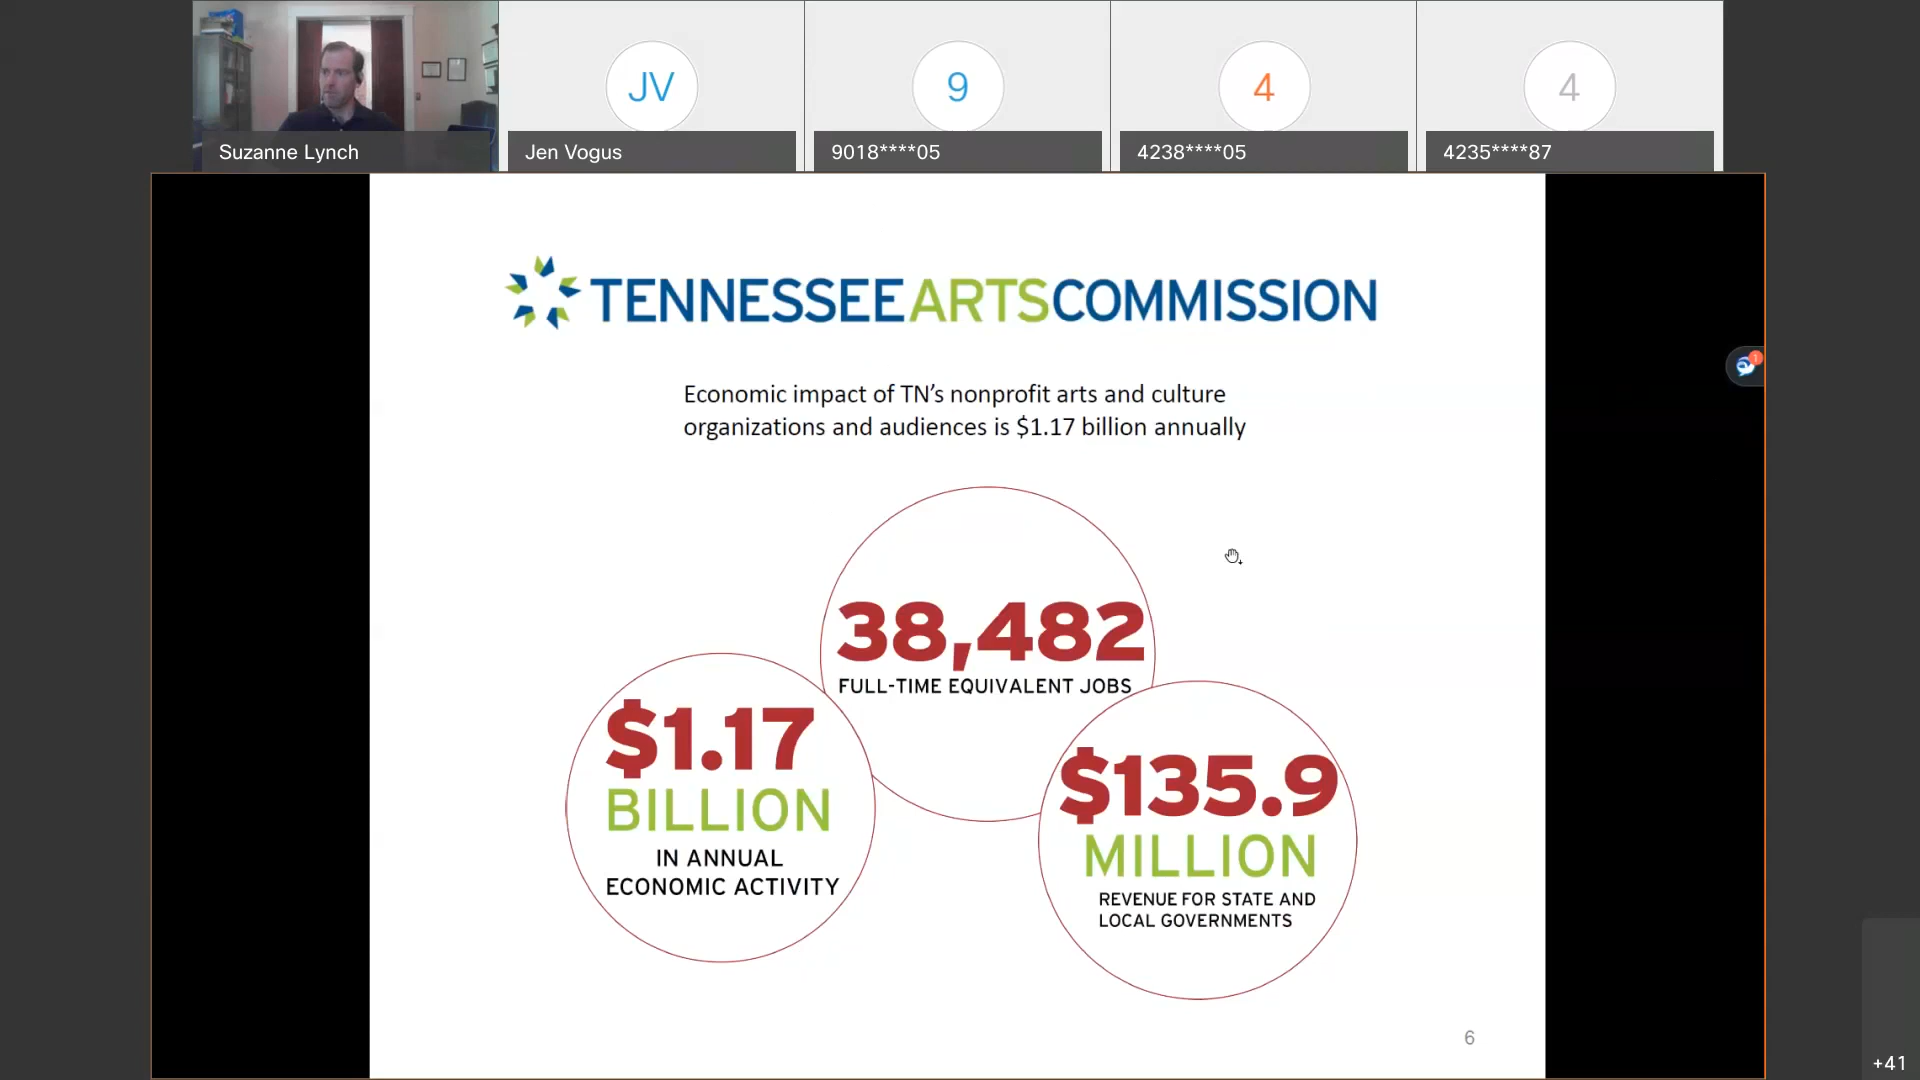 JV
9
4
4
Suzanne Lynch
Jen Vogus
9018****05
4238****05
4235****87
TENNESSEEARTSCOMMISSION
1
Economic impact of TN’s nonprofit arts and culture
organizations and audiences is $1.17 billion annually
38,482
FULL-TIME EQUIVALENT JOBS
$1.17
BILLION
IN ANNUAL
ECONOMIC ACTIVITY
$135.9
MILLION
REVENUE FOR STATE AND
LOCAL GOVERNMENTS
6
+41